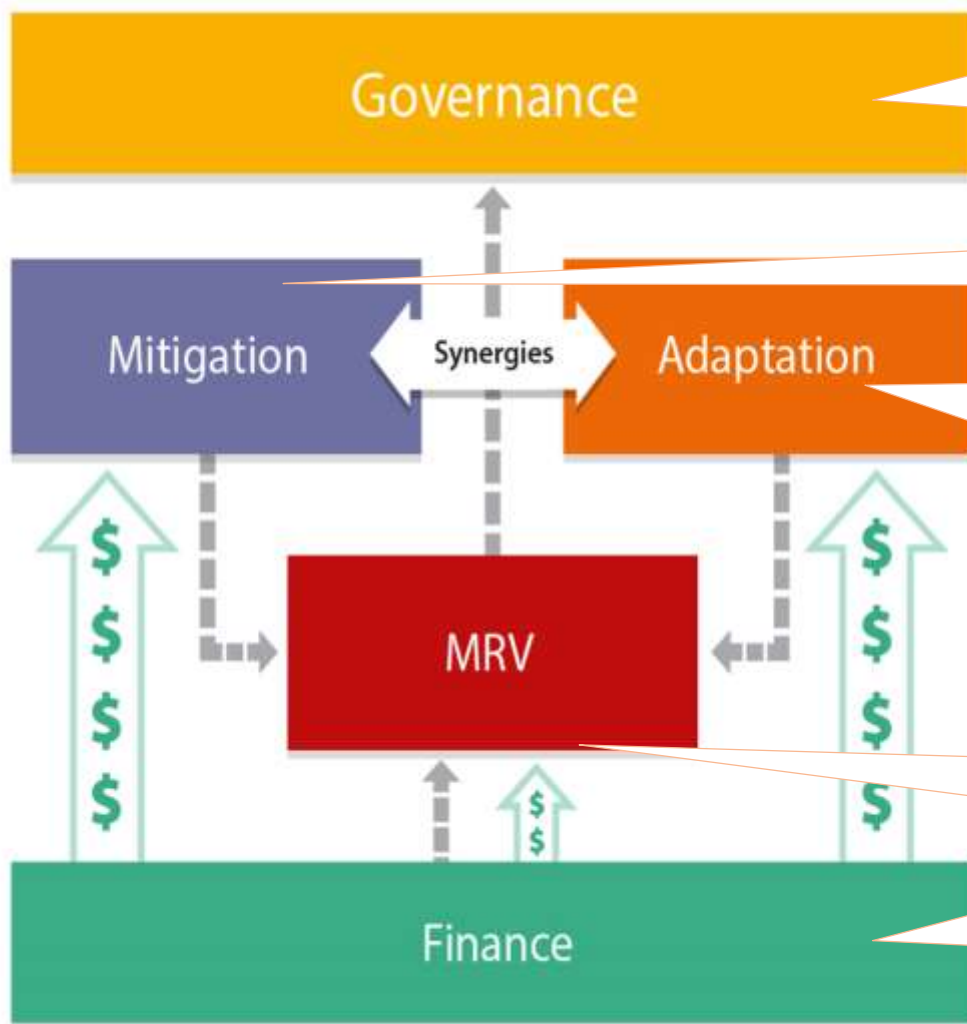 Governance
Mitigation
Synergies
Adaptation
MRV
$
$
$
$
$
$
$
$
$
$
Finance